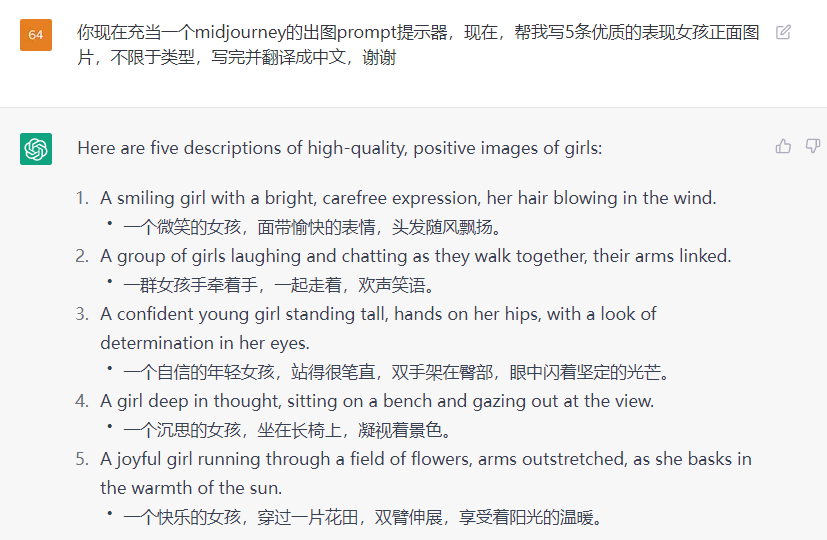 64
你现在充当一个midjourney的出图prompt提示器，现在，帮我写5条优质的表现女孩正面图
片，不限于类型，写完并翻译成中文，谢谢
Here are five descriptions of high-quality, positive images of girls:
1. A smiling girl with a bright, carefree expression, her hair blowing in the wind.
• 一个微笑的女孩，面带愉快的表情，头发随风飘扬。
2. A group of girls laughing and chatting as they walk together, their arms linked.
• 一群女孩手牵着手，一起走着，欢声笑语。
3. A confident young girl standing tall, hands on her hips, with a look of
determination in her eyes.
• 一个自信的年轻女孩，站得很笔直，双手架在臀部，眼中闪着坚定的光芒。
4. A girl deep in thought, sitting on a bench and gazing out at the view.
• 一个沉思的女孩，坐在长椅上，凝视着景色。
5. A joyful girl running through a field of flowers, arms outstretched, as she basks in
the warmth of the sun.
• 一个快乐的女孩，穿过一片花田，双臂伸展，享受着阳光的温暖。